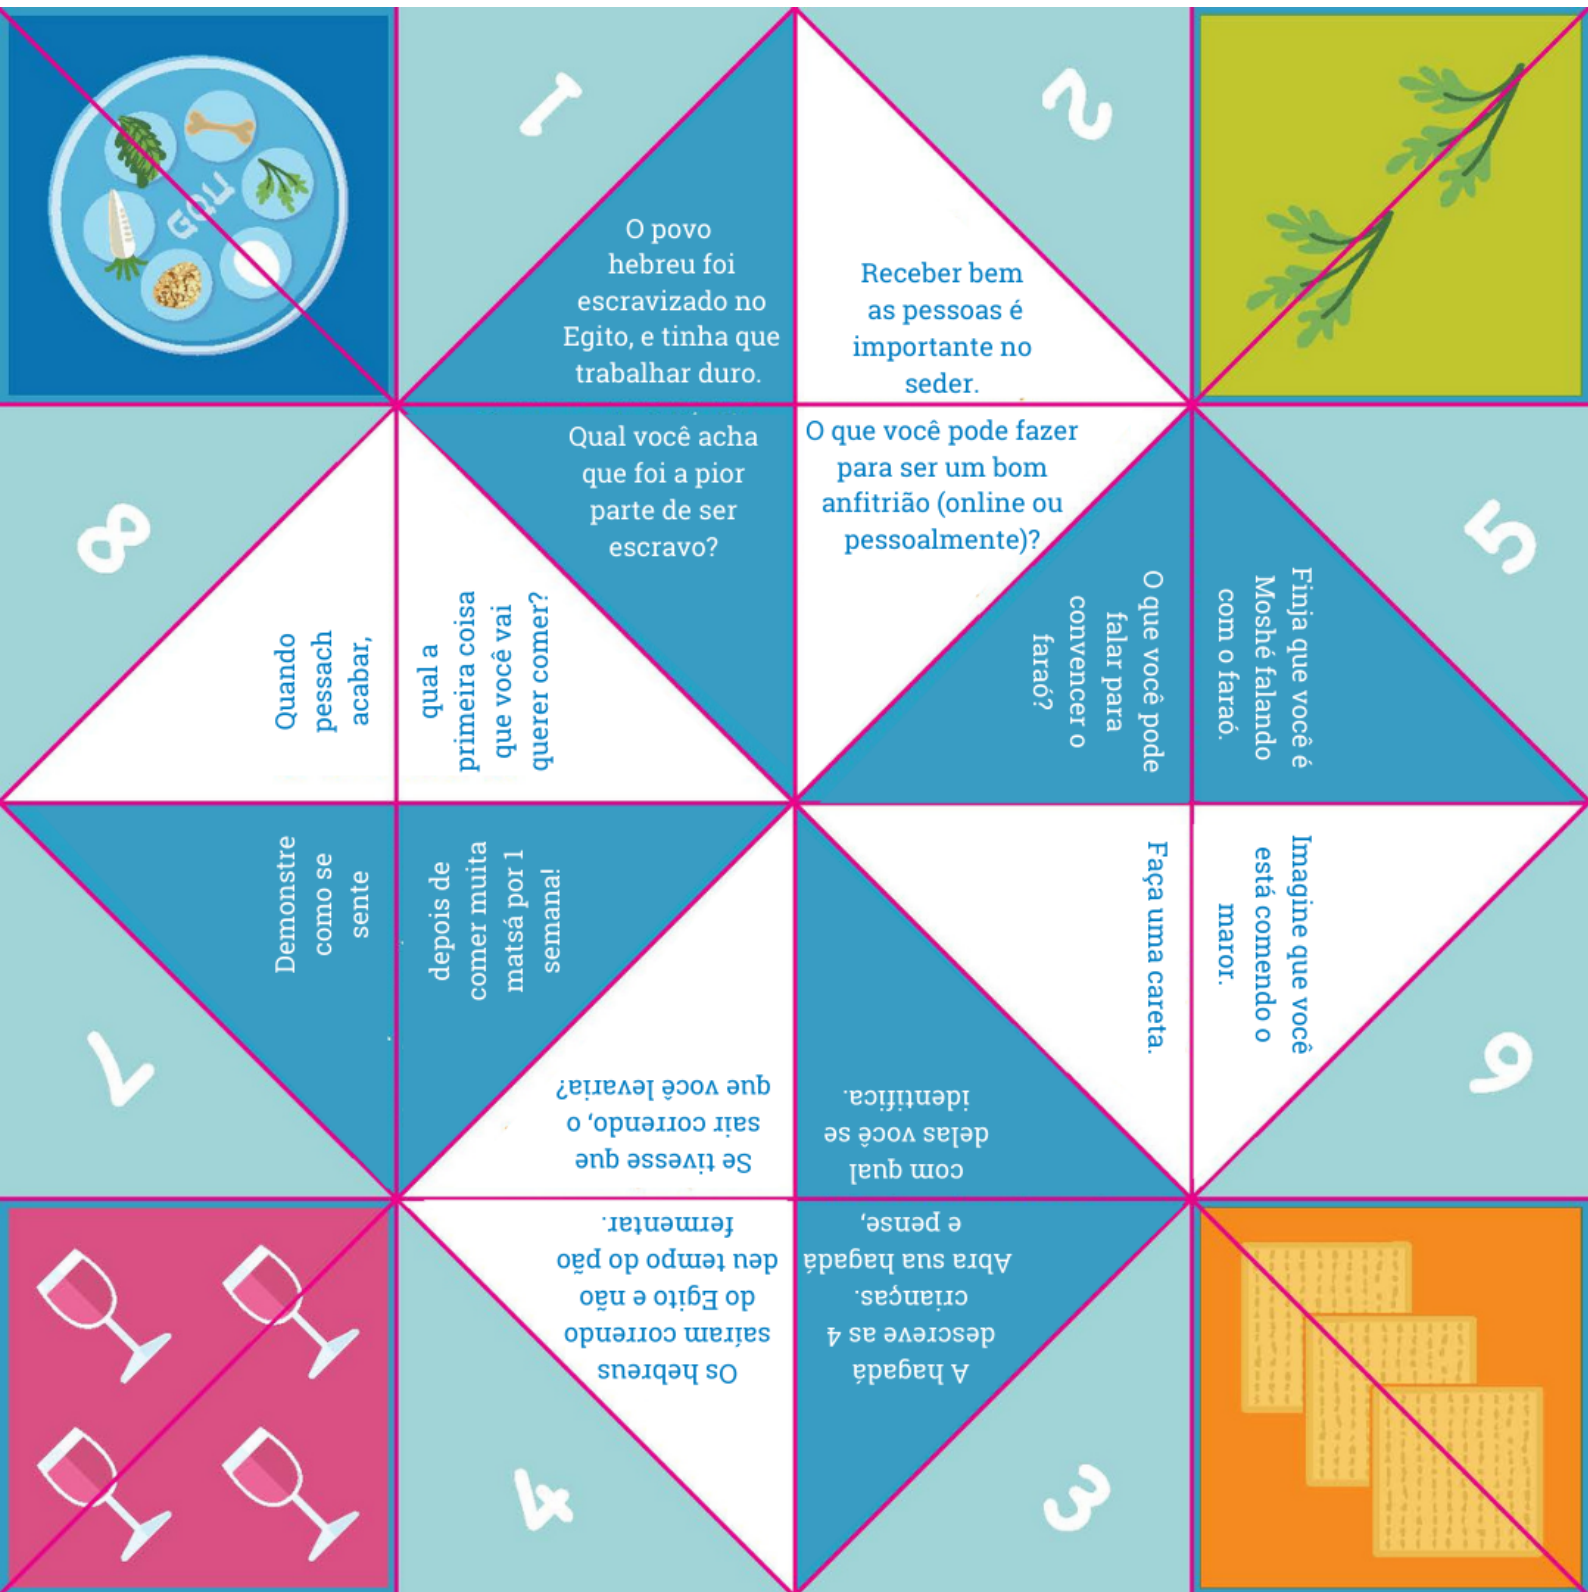 1
O povo
hebreu foi
escravizado no
Egito, e tinha que
trabalhar duro.
Qual você acha
que foi a pior
parte de ser
escravo?
2
Receber bem
as pessoas é
importante no
seder.
O que você pode fazer
para ser um bom
anfitrião (online ou
pessoalmente)?
5
Finja que você é
Moshé falando
com o faraó.
O que você pode
falar para
convencer o
faraó?
6
Imagine que você
está comendo o
maror.
Faça uma careta.
3
A hagadá
descreve as 4
crianças.
Abra sua hagadá
e pense,
com qual
delas você se
identifica.
4
Os hebreus
saíram correndo
do Egito e não
deu tempo do pão
fermentar.
Se tivesse que
sair correndo, o
que você levaria?
7
Demonstre
como se
sente
depois de
comer muita
matsá por 1
semana!
8
Quando
pessach
acabar,
qual a
primeira coisa
que você vai
querer comer?
פסח